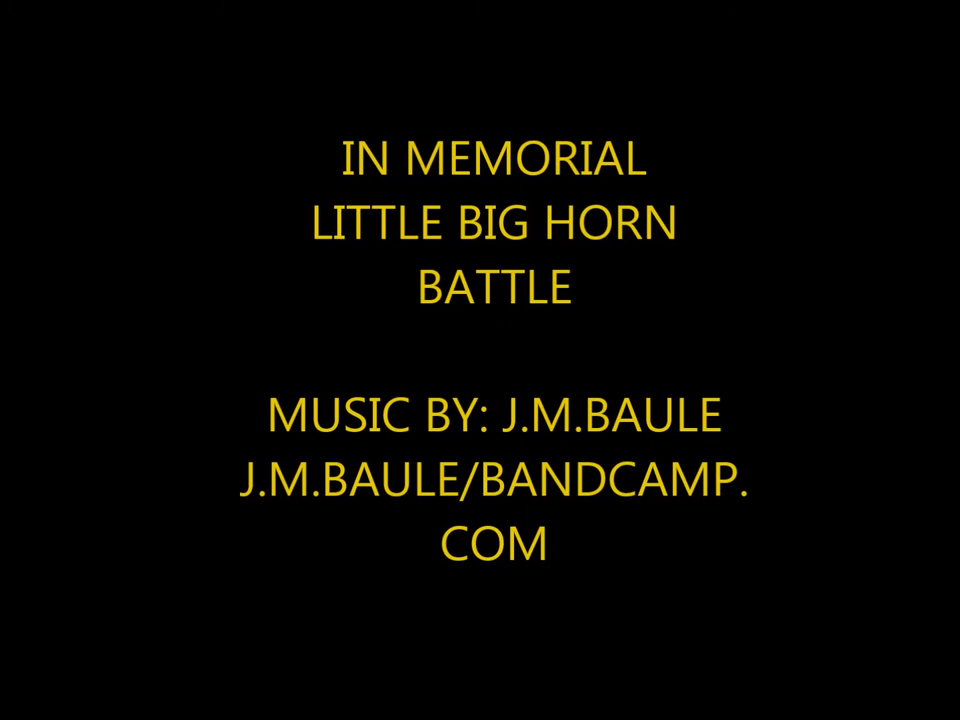 IN MEMORIAL
LITTLE BIG HORN
BATTLE
MUSIC BY: J.M.BAULE
J.M.BAULE/BANDCAMP.
COM